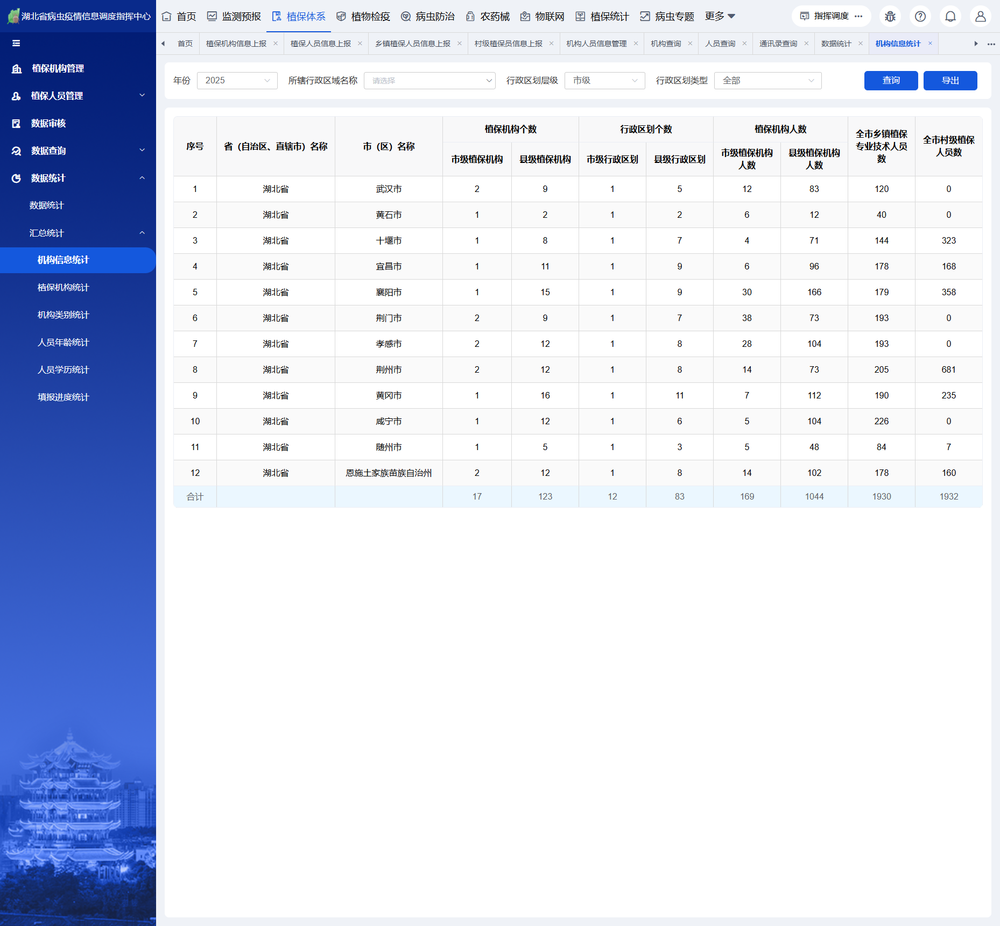 湖北省病虫疫情信息调度指挥中心
首页 监测预报 植保体系 植物检疫 病虫防治 农药械 物联网 植保统计 病虫专题 更多 指挥调度
首页 植保机构信息上报 植保人员信息上报 乡镇植保人员信息上报 村级植保员信息上报 机构人员信息管理 机构查询 人员查询 通讯录查询 数据统计 机构信息统计
植保机构管理
植保人员管理
数据审核
数据查询
数据统计
数据统计
汇总统计
机构信息统计
植保机构统计
机构类别统计
人员年龄统计
人员学历统计
填报进度统计
年份 2025 所辖行政区域名称 请选择 行政区划层级 市级 行政区划类型 全部 查询 导出
序号 省（自治区、直辖市）名称 市（区）名称 植保机构个数 行政区划个数 植保机构人数 全市乡镇植保专业技术人员数 全市村级植保人员数
市级植保机构 县级植保机构 市级行政区划 县级行政区划 市级植保机构人数 县级植保机构人数
1 湖北省 武汉市 2 9 1 5 12 83 120 0
2 湖北省 黄石市 1 2 1 2 6 12 40 0
3 湖北省 十堰市 1 8 1 7 4 71 144 323
4 湖北省 宜昌市 1 11 1 9 6 96 178 168
5 湖北省 襄阳市 1 15 1 9 30 166 179 358
6 湖北省 荆门市 2 9 1 7 38 73 193 0
7 湖北省 孝感市 2 12 1 8 28 104 193 0
8 湖北省 荆州市 2 12 1 8 14 73 205 681
9 湖北省 黄冈市 1 16 1 11 7 112 190 235
10 湖北省 咸宁市 1 12 1 6 5 104 226 0
11 湖北省 随州市 1 5 1 3 5 48 84 7
12 湖北省 恩施土家族苗族自治州 2 12 1 8 14 102 178 160
合计 17 123 12 83 169 1044 1930 1932